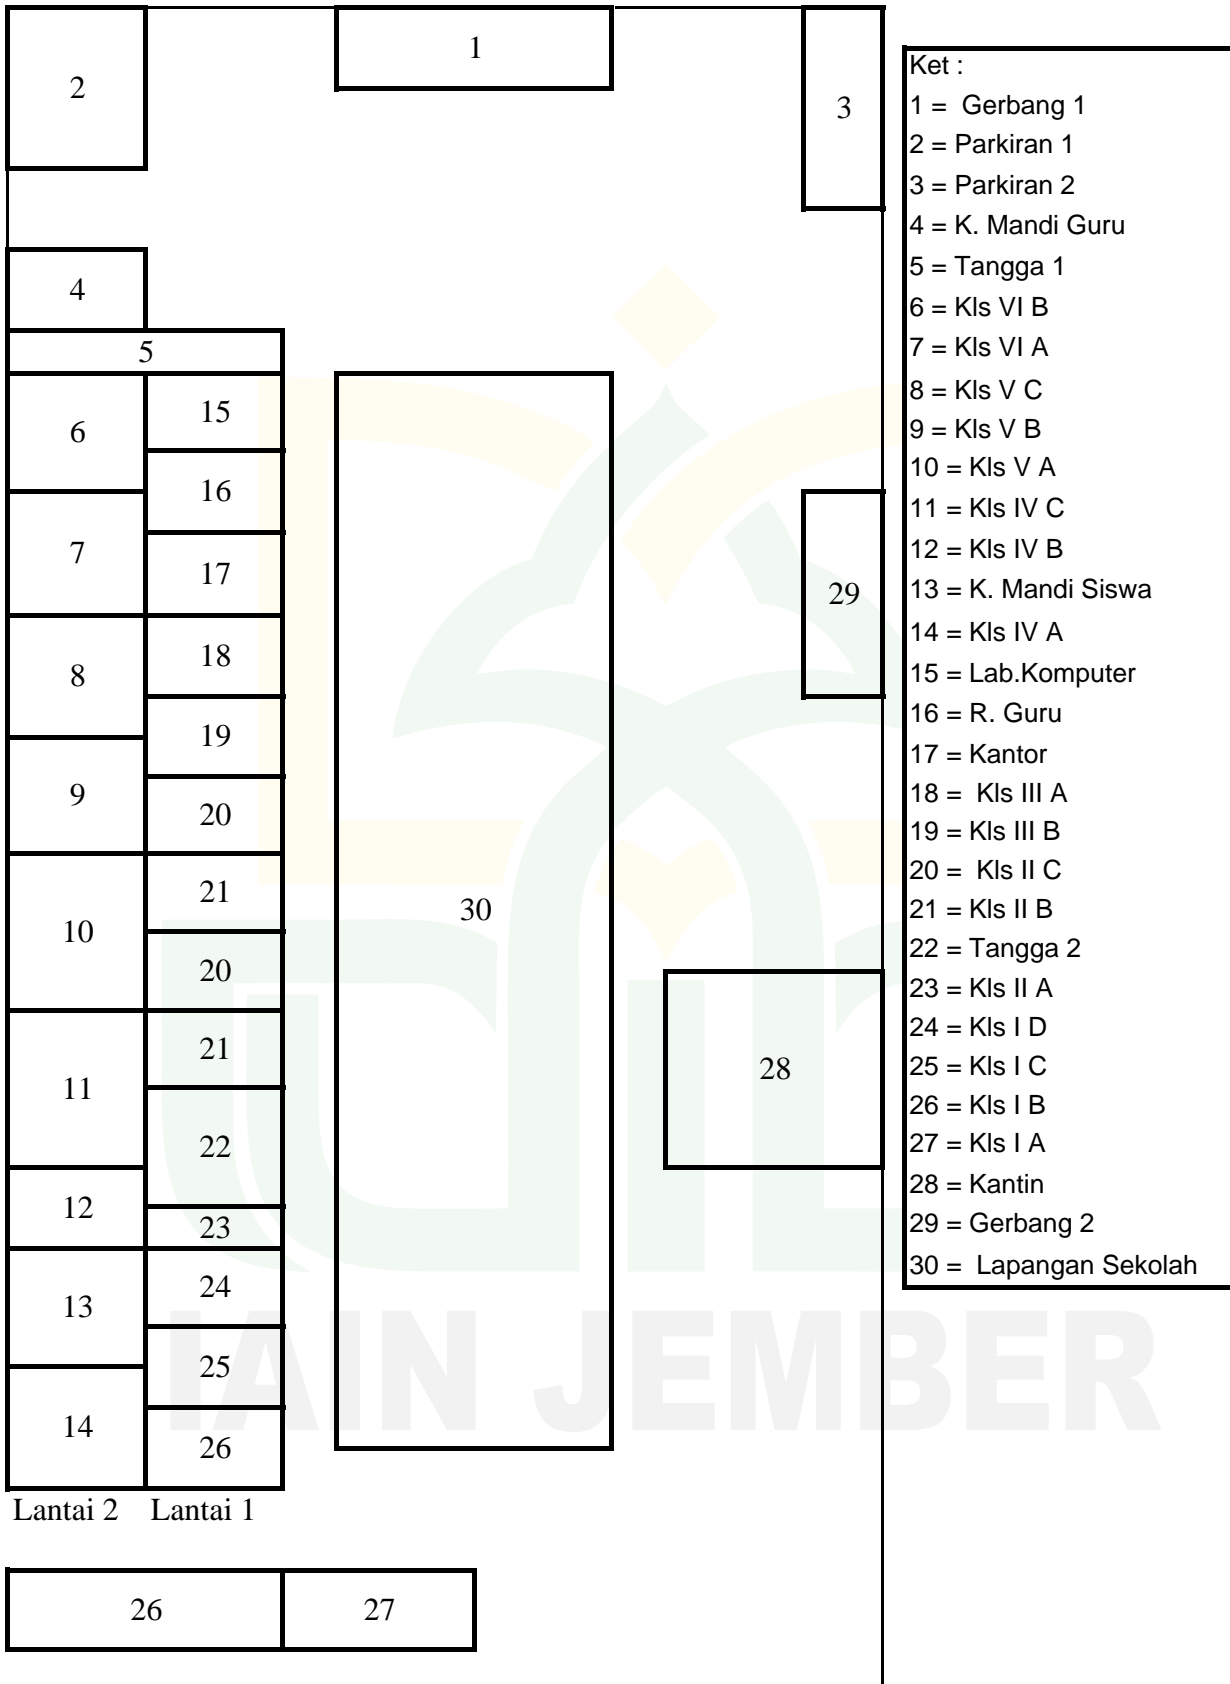 1
2
3
4
5
6
15
16
7
17
8
18
19
9
20
10
21
20
11
21
22
12
23
13
24
25
14
26
Lantai 2 Lantai 1
26
27
30
29
28
Ket :
1 = Gerbang 1
2 = Parkiran 1
3 = Parkiran 2
4 = K. Mandi Guru
5 = Tangga 1
6 = Kls VI B
7 = Kls VI A
8 = Kls V C
9 = Kls V B
10 = Kls V A
11 = Kls IV C
12 = Kls IV B
13 = K. Mandi Siswa
14 = Kls IV A
15 = Lab.Komputer
16 = R. Guru
17 = Kantor
18 = Kls III A
19 = Kls III B
20 = Kls II C
21 = Kls II B
22 = Tangga 2
23 = Kls II A
24 = Kls I D
25 = Kls I C
26 = Kls I B
27 = Kls I A
28 = Kantin
29 = Gerbang 2
30 = Lapangan Sekolah
IAIN JEMBER